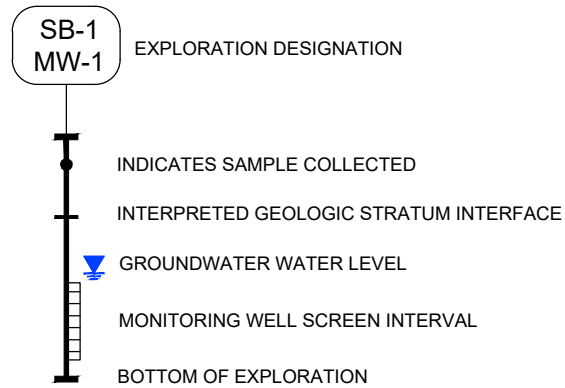 SB-1
MW-1
EXPLORATION DESIGNATION
INDICATES SAMPLE COLLECTED
INTERPRETED GEOLOGIC STRATUM INTERFACE
GROUNDWATER WATER LEVEL
MONITORING WELL SCREEN INTERVAL
BOTTOM OF EXPLORATION